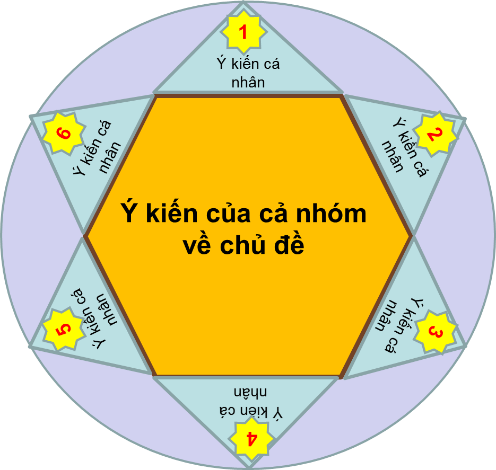 1
Ý kiến cá
nhân
2
Ý kiến cá
nhân
3
Ý kiến cá
nhân
4
Ý kiến cá
nhân
5
Ý kiến cá
nhân
6
Ý kiến cá
nhân
Ý kiến của cả nhóm
về chủ đề